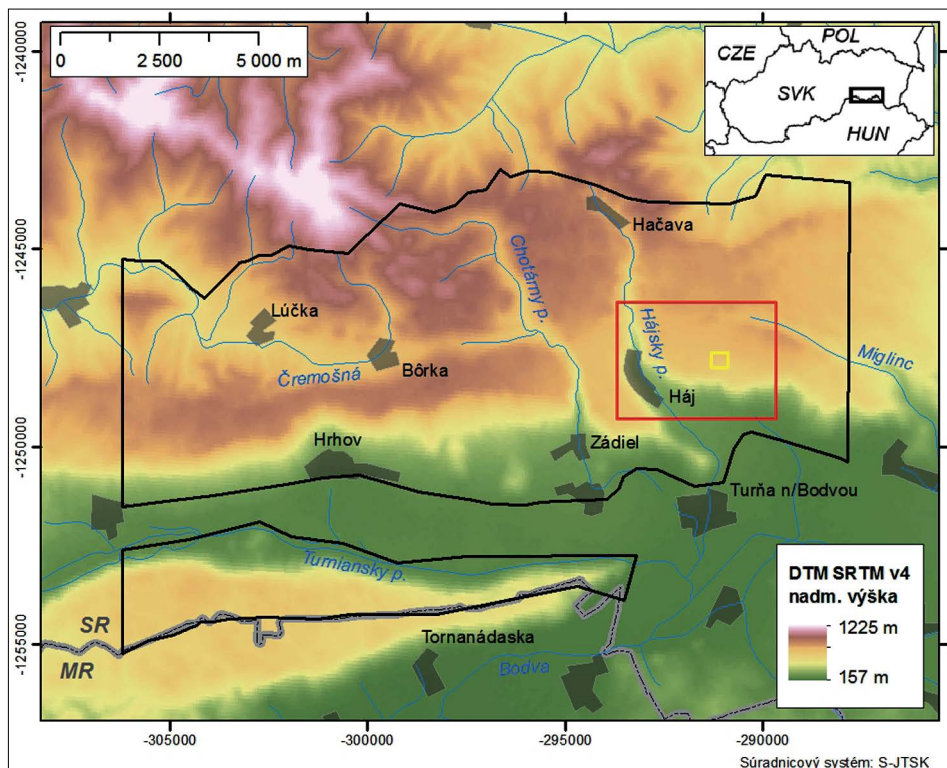 -1240000
-1245000
-1250000
-1255000
0 2 500 5 000 m
CZE
POL
SVK
HUN
Hačava
Chotárny p.
Lúčka
Hájsky p.
Miglinc
Bôrka
Čremošná
Háj
Hrhov
Zádiel
Turňa n/Bodvou
Turniansky p.
DTM SRTM v4
nadm. výška
1225 m
157 m
SR
MR
Tornanádaska
Bodva
-305000 -300000 -295000 -290000
Súradnicový systém: S-JTSK